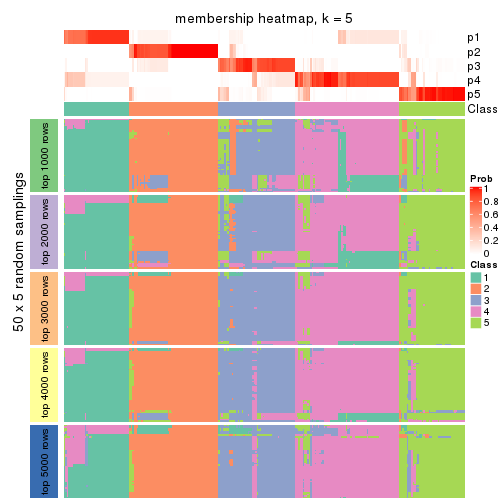 membership heatmap, k = 5
p1
p2
p3
p4
p5
Class
50 x 5 random samplings
top 1000 rows
top 2000 rows
top 3000 rows
top 4000 rows
top 5000 rows
Prob
1
0.8
0.6
0.4
0.2
0
Class
1
2
3
4
5